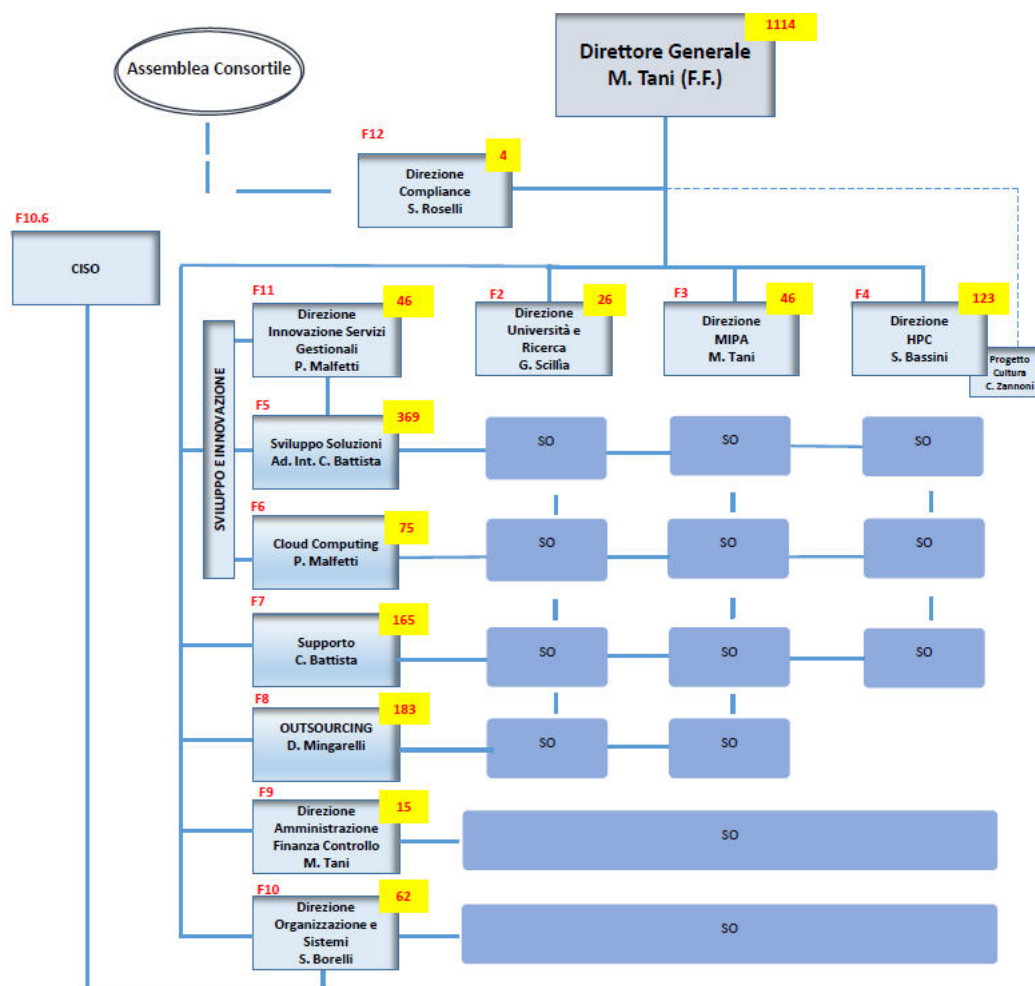 1114
Direttore Generale
M. Tani (F.F.)
Assemblea Consortile
F12
4
Direzione
Compliance
S. Roselli
F10.6
CISO
F11
46
Direzione
Innovazione Servizi
Gestionali
P. Malfetti
F2
26
Direzione
Università e
Ricerca
G. Scillìa
F3
46
Direzione
MIPA
M. Tani
F4
123
Direzione
HPC
S. Bassini
Progetto
Cultura
C. Zannoni
SVILUPPO E INNOVAZIONE
F5
369
Sviluppo Soluzioni
Ad. Int. C. Battista
SO
SO
SO
F6
75
Cloud Computing
P. Malfetti
SO
SO
SO
F7
165
Supporto
C. Battista
SO
SO
SO
F8
183
OUTSOURCING
D. Mingarelli
SO
SO
F9
15
Direzione
Amministrazione
Finanza Controllo
M. Tani
SO
F10
62
Direzione
Organizzazione e
Sistemi
S. Borelli
SO